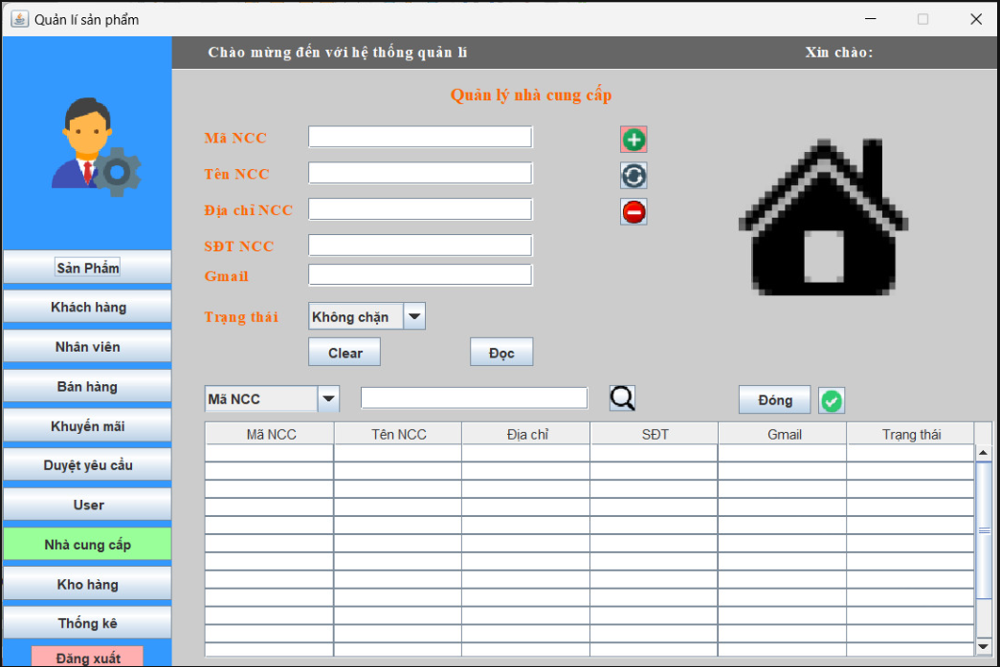 Quản lí sản phẩm
Chào mừng đến với hệ thống quản lí
Xin chào:
Sản Phẩm
Khách hàng
Nhân viên
Bán hàng
Khuyến mãi
Duyệt yêu cầu
User
Nhà cung cấp
Kho hàng
Thống kê
Đăng xuất
Quản lý nhà cung cấp
Mã NCC
Tên NCC
Địa chỉ NCC
SĐT NCC
Gmail
Trạng thái Không chặn
Clear Đọc
Mã NCC Đóng
Mã NCC Tên NCC Địa chỉ SĐT Gmail Trạng thái